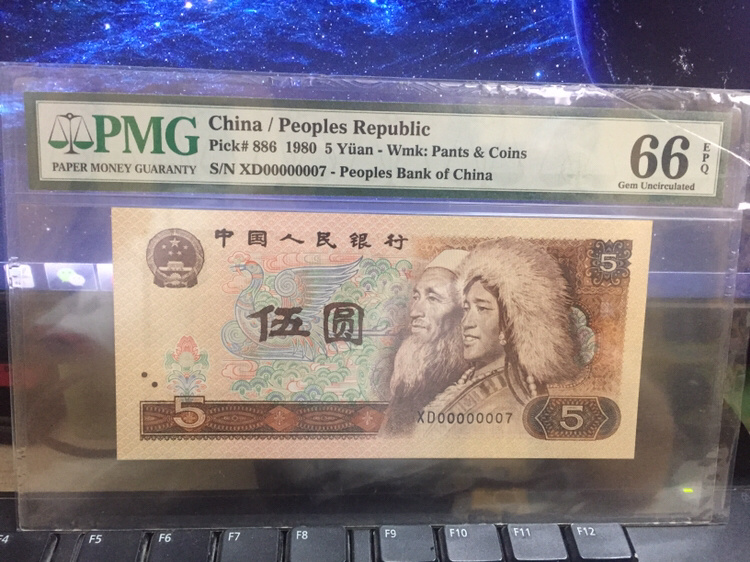 PMG
PAPER MONEY GUARANTY
China / Peoples Republic
Pick# 886 1980 5 Yüan - Wmk: Pants & Coins
S/N XD00000007 - Peoples Bank of China
66
EPQ
Gem Uncirculated
中国人民银行
5
伍圆
5
XD00000007
5
F4
F5
F6
F7
F8
F9
F10
F11
F12